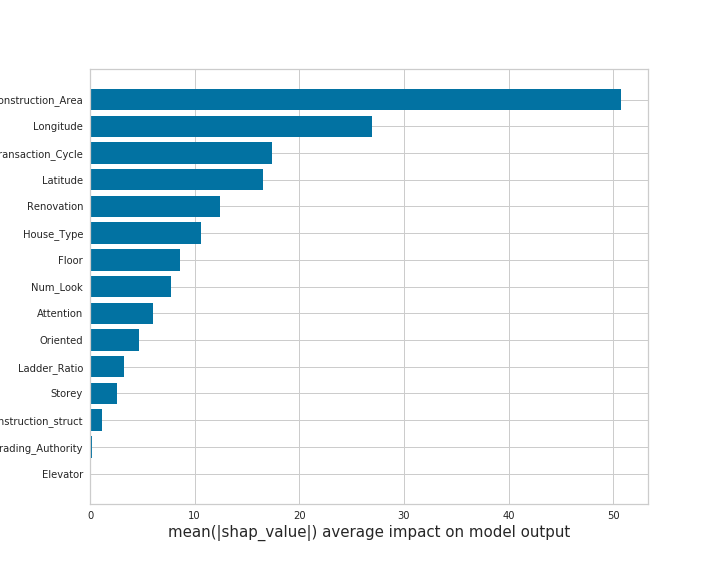 onstruction_Area
Longitude
ransaction_Cycle
Latitude
Renovation
House_Type
Floor
Num_Look
Attention
Oriented
Ladder_Ratio
Storey
nstruction_struct
rading_Authority
Elevator
0 10 20 30 40 50
mean(|shap_value|) average impact on model output